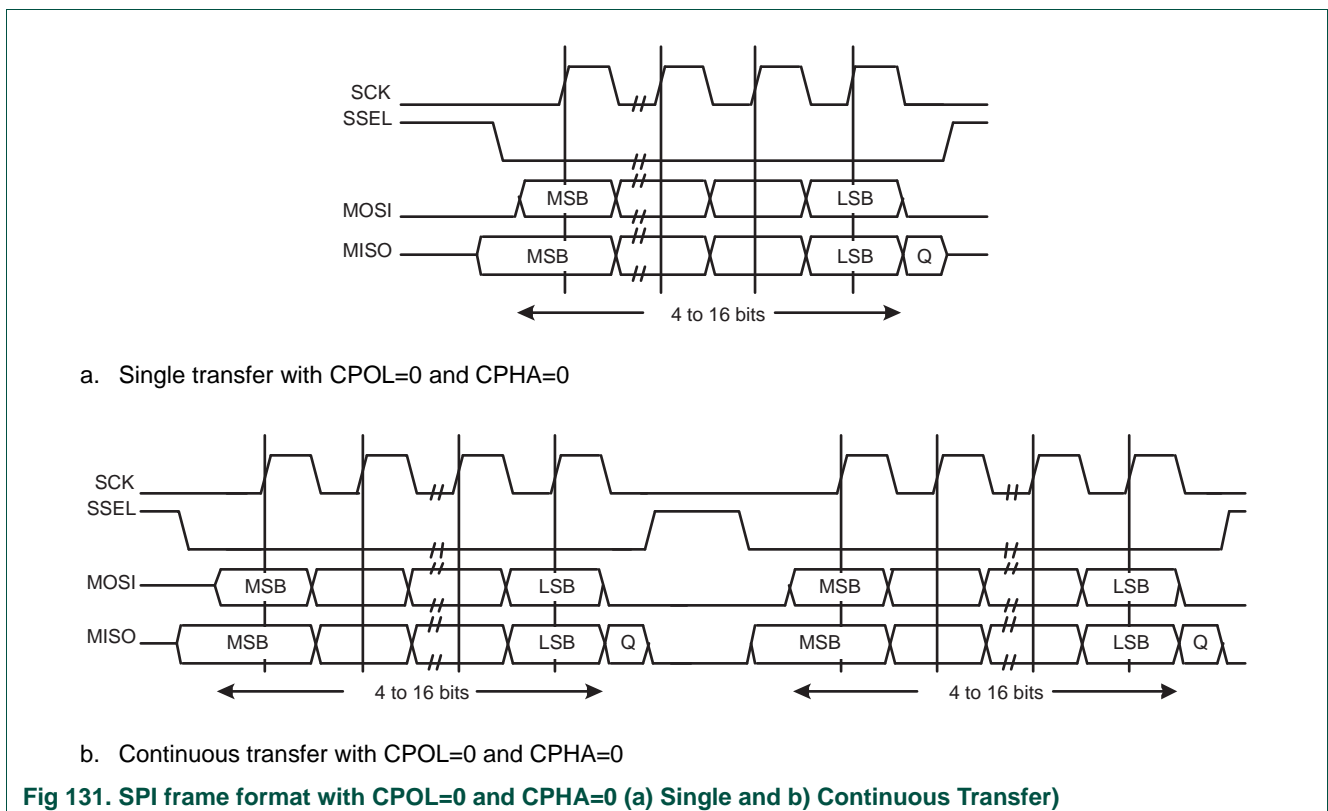 SCK
SSEL
MOSI
MSB
LSB
MISO
MSB
LSB
Q
4 to 16 bits
a. Single transfer with CPOL=0 and CPHA=0
SCK
SSEL
MOSI
MSB
LSB
MSB
LSB
MISO
MSB
LSB
Q
MSB
LSB
Q
4 to 16 bits
4 to 16 bits
b. Continuous transfer with CPOL=0 and CPHA=0
Fig 131. SPI frame format with CPOL=0 and CPHA=0 (a) Single and b) Continuous Transfer)